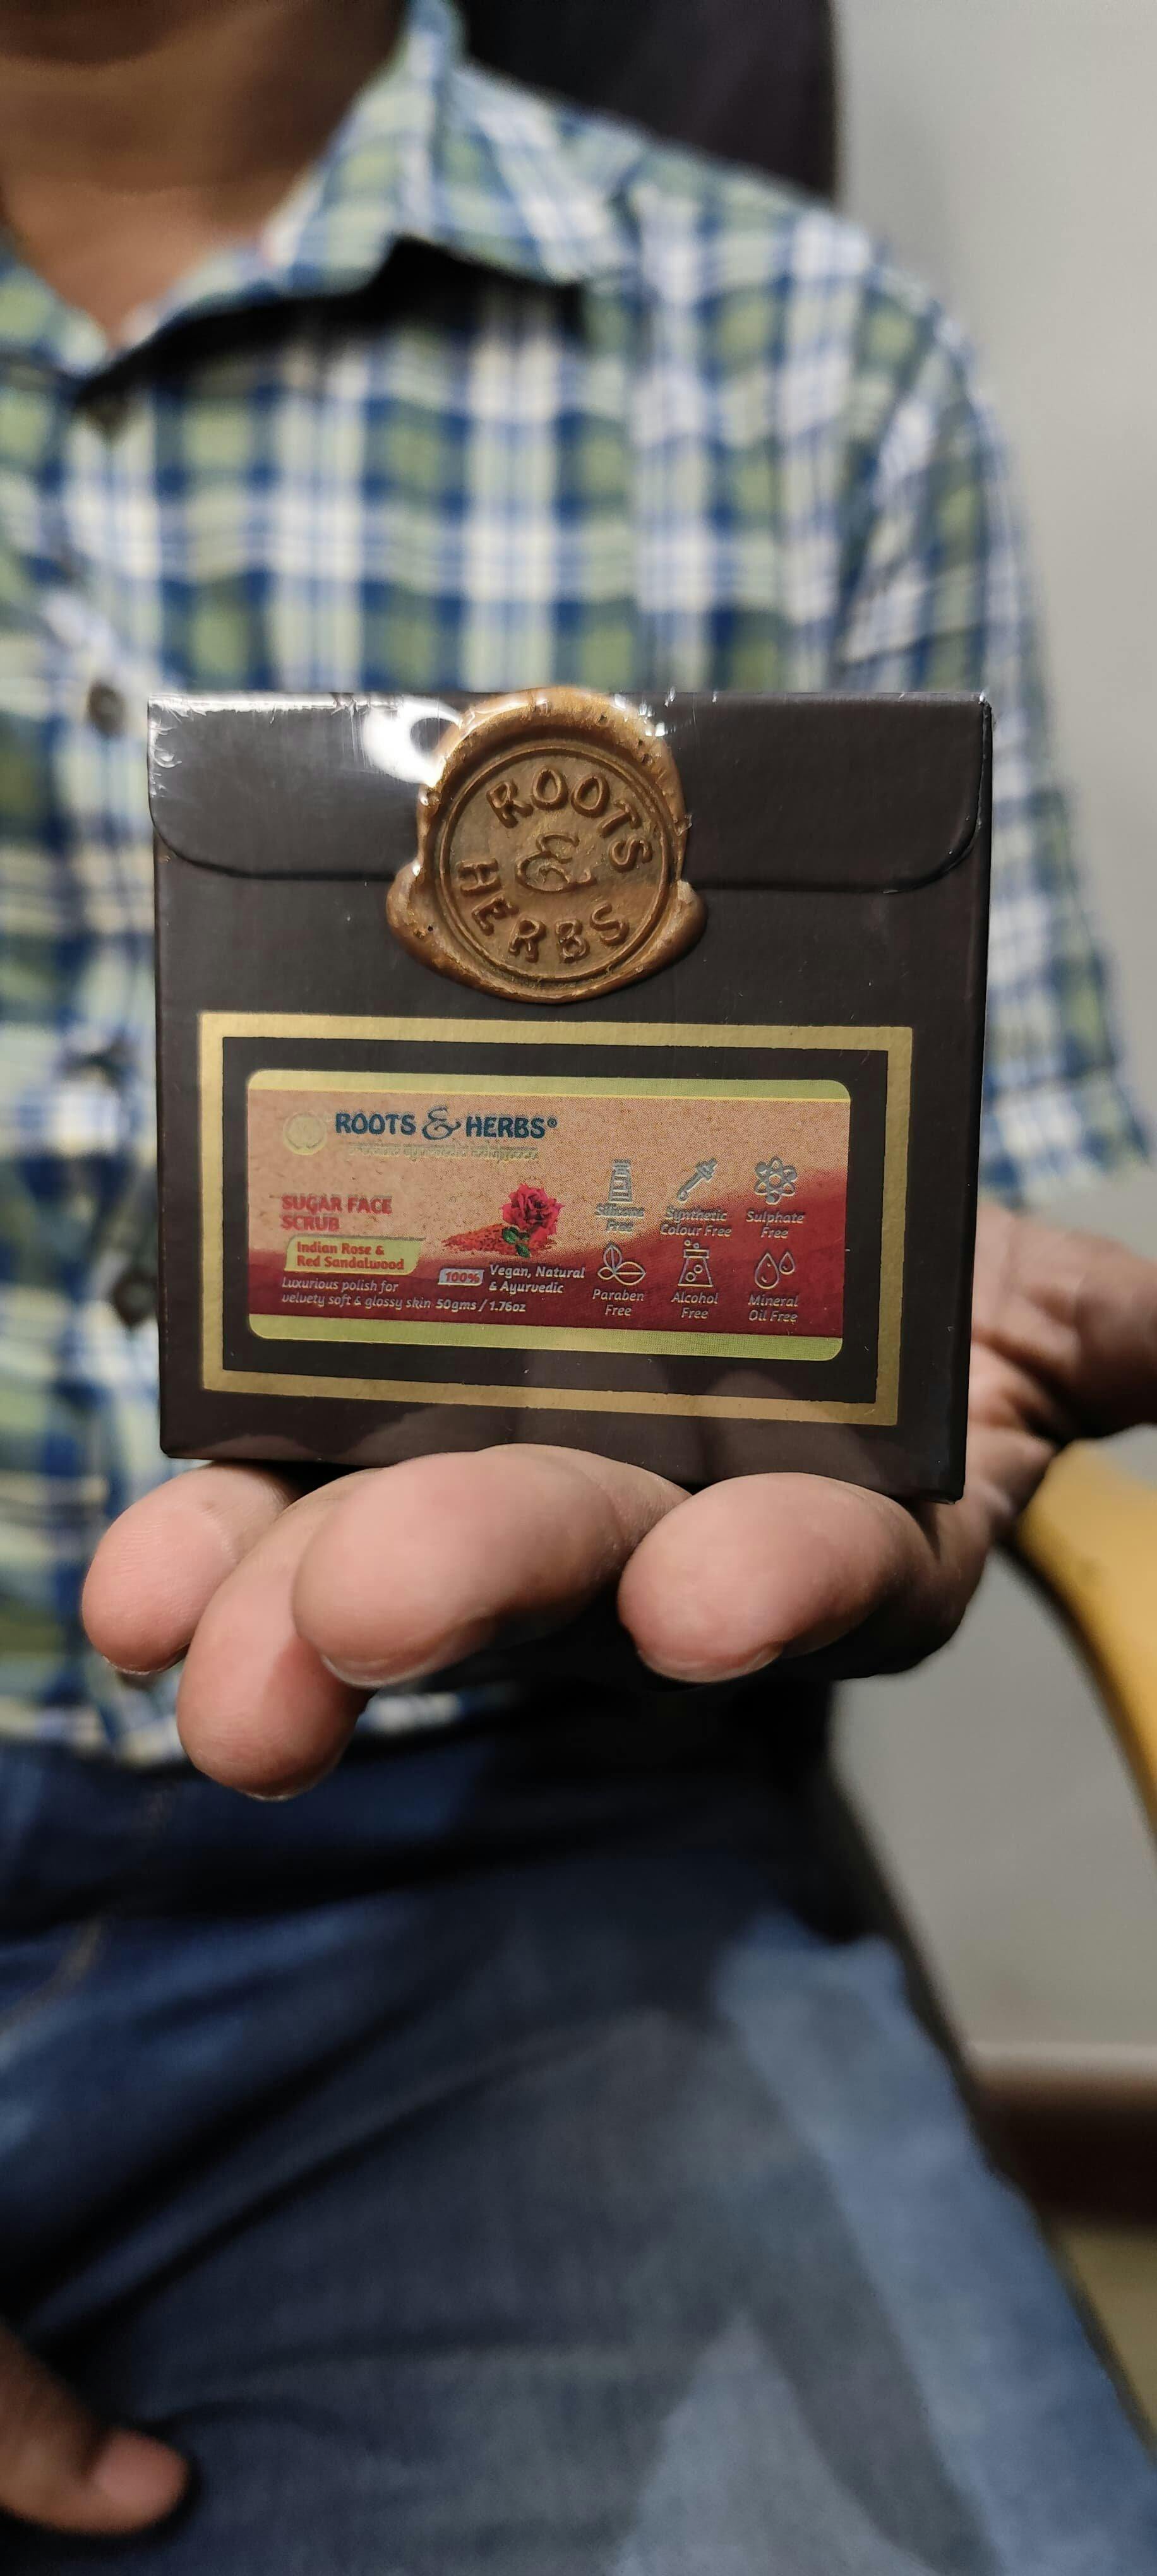 ROOTS
&
HERBS
ROOTS & HERBS®
SUGAR FACE
SCRUB
Indian Rose &
Red Sandalwood
Luxurious polish for
velvety soft & glossy skin
100% Vegan, Natural
& Ayurvedic
50gms / 1.76oz
Silicone
Free
Synthetic
Colour Free
Sulphate
Free
Paraben
Free
Alcohol
Free
Mineral
Oil Free